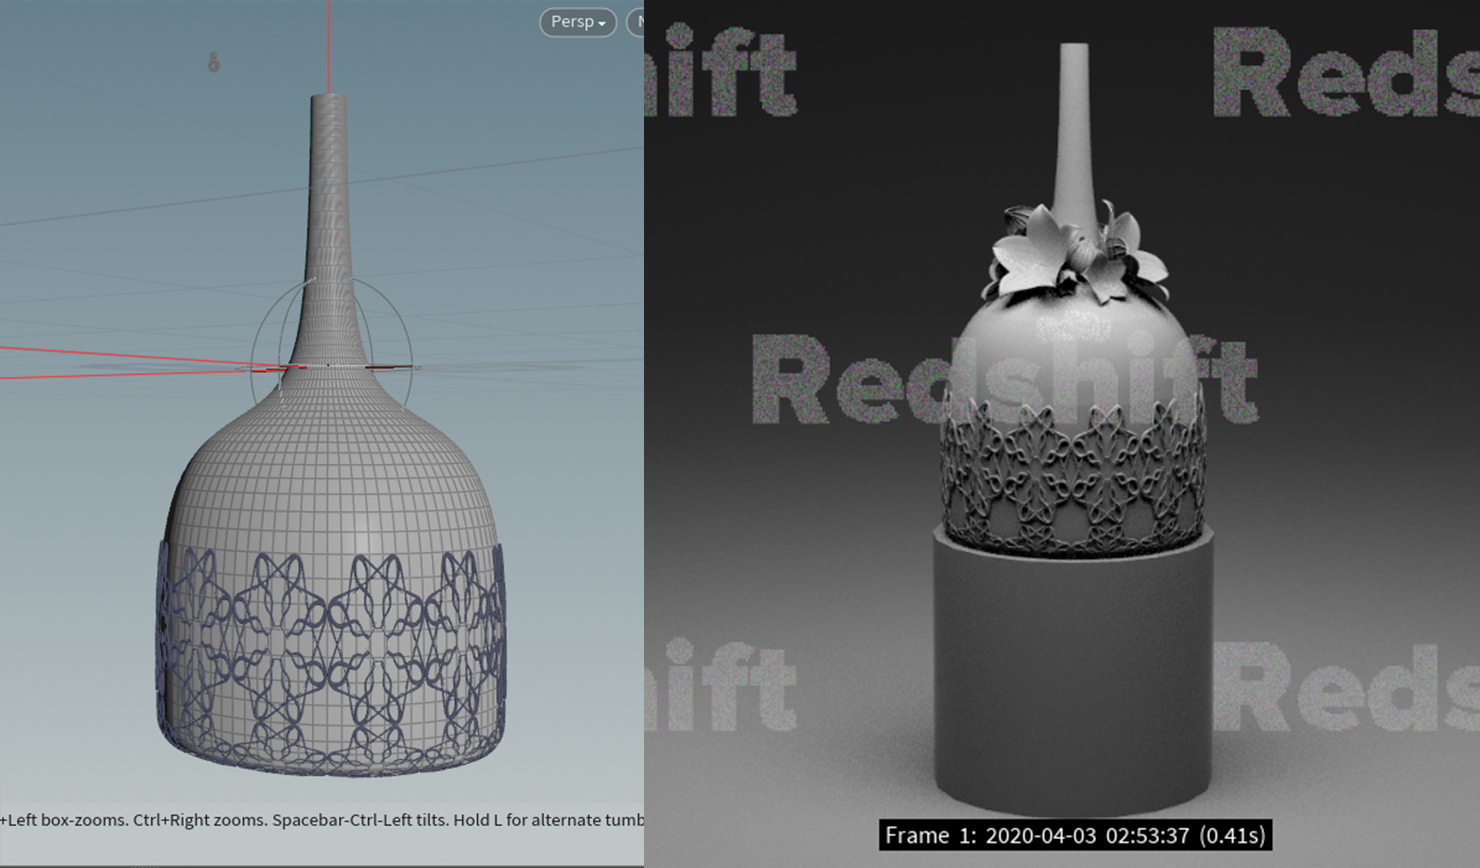 Persp
N
ift
Reds
Redshift
ift
Reds
+Left box-zooms. Ctrl+Right zooms. Spacebar-Ctrl-Left tilts. Hold L for alternate tumb
Frame 1: 2020-04-03 02:53:37 (0.41s)